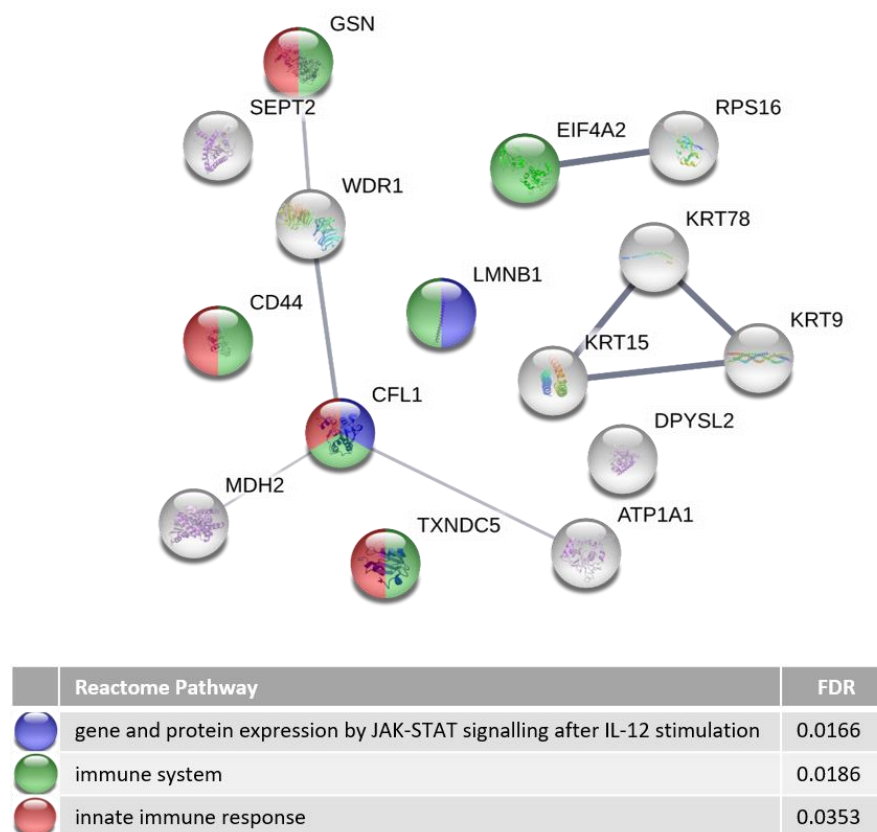 GSN
SEPT2
EIF4A2
RPS16
WDR1
KRT78
LMNB1
CD44
KRT9
KRT15
CFL1
DPYSL2
MDH2
TXNDC5
ATP1A1
Reactome Pathway FDR
gene and protein expression by JAK-STAT signalling after IL-12 stimulation 0.0166
immune system 0.0186
innate immune response 0.0353